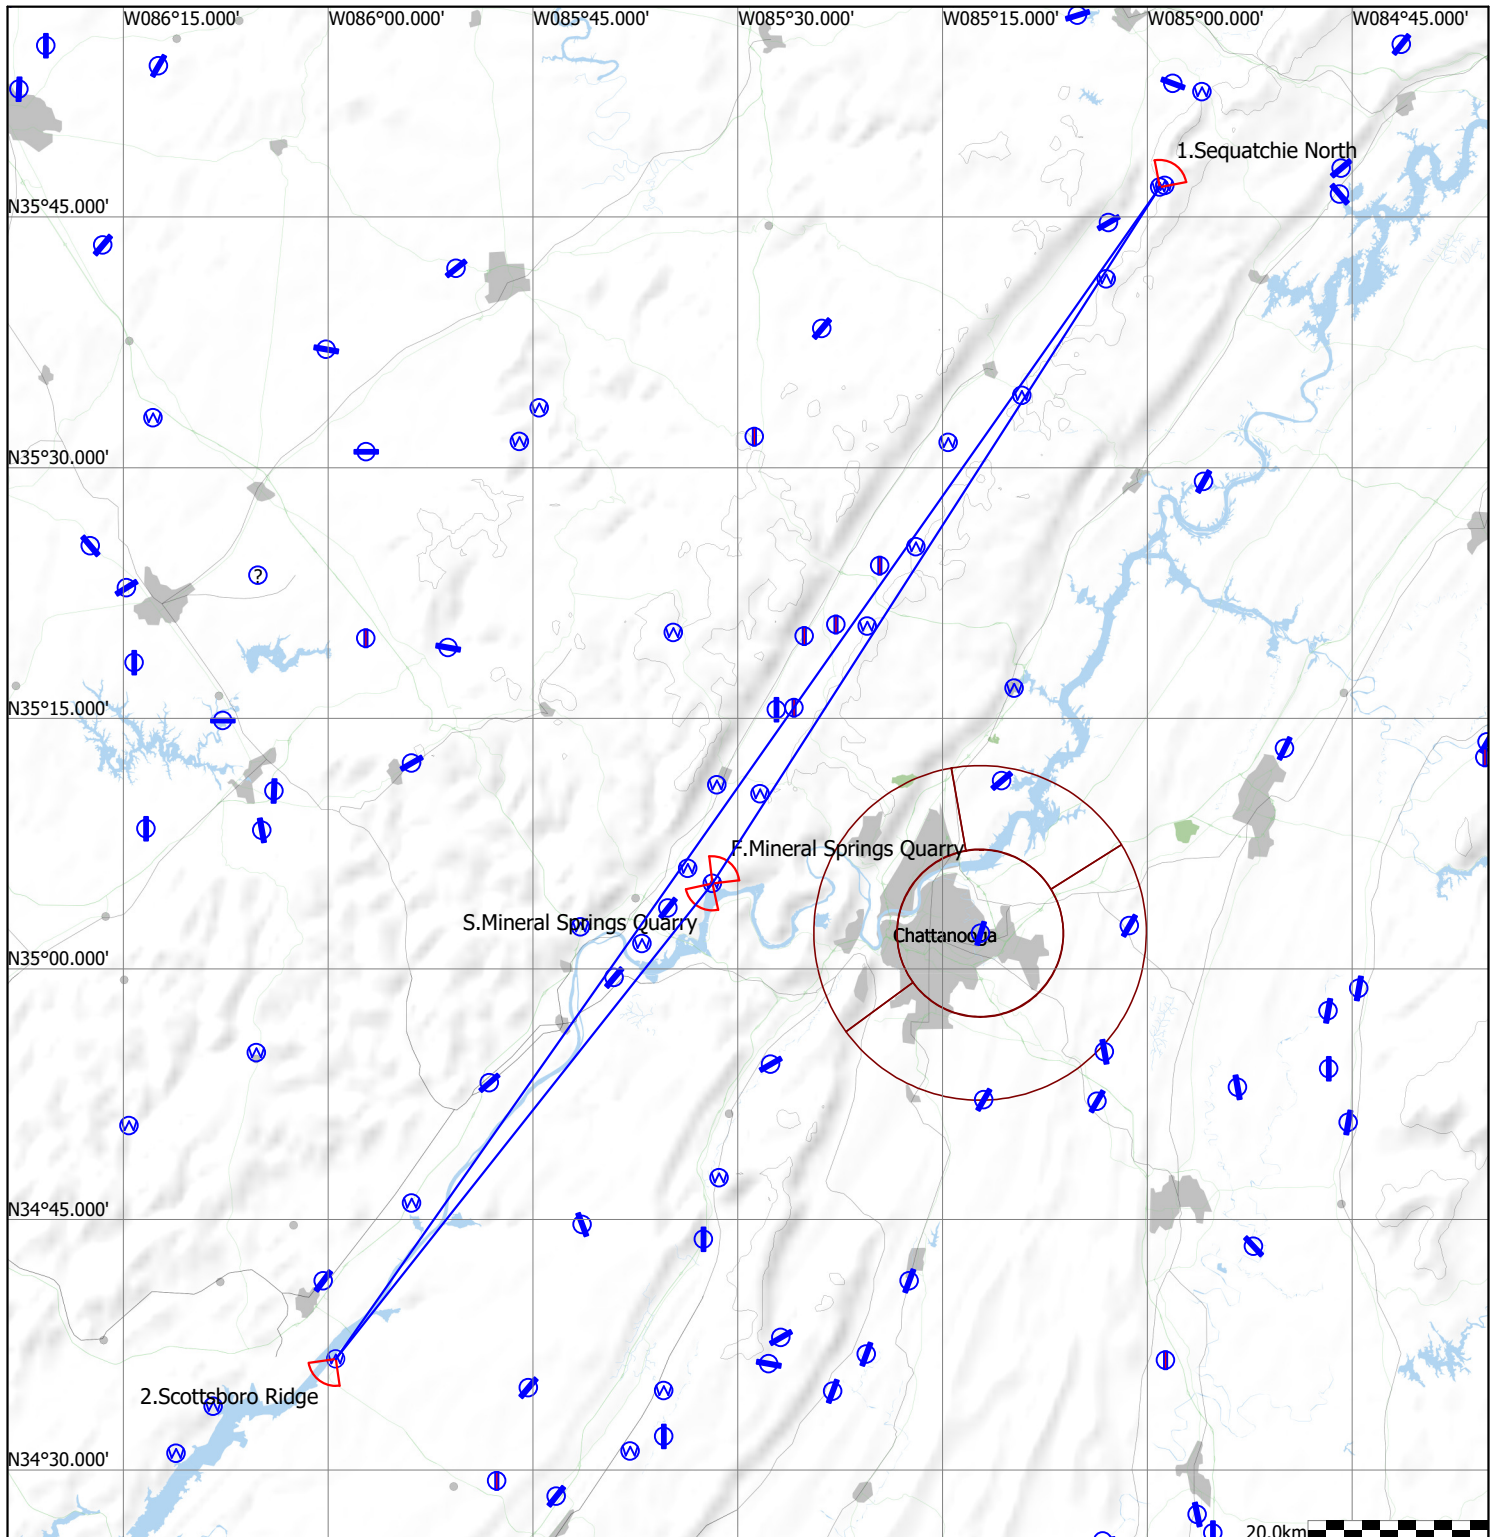 W086°15.000'
W086°00.000'
W085°45.000'
W085°30.000'
W085°15.000'
W085°00.000'
W084°45.000'
1.Sequatchie North
N35°45.000'
N35°30.000'
?
N35°15.000'
F.Mineral Springs Quarry
S.Mineral Springs Quarry
Chattanooga
N35°00.000'
N34°45.000'
2.Scottsboro Ridge
N34°30.000'
20.0km